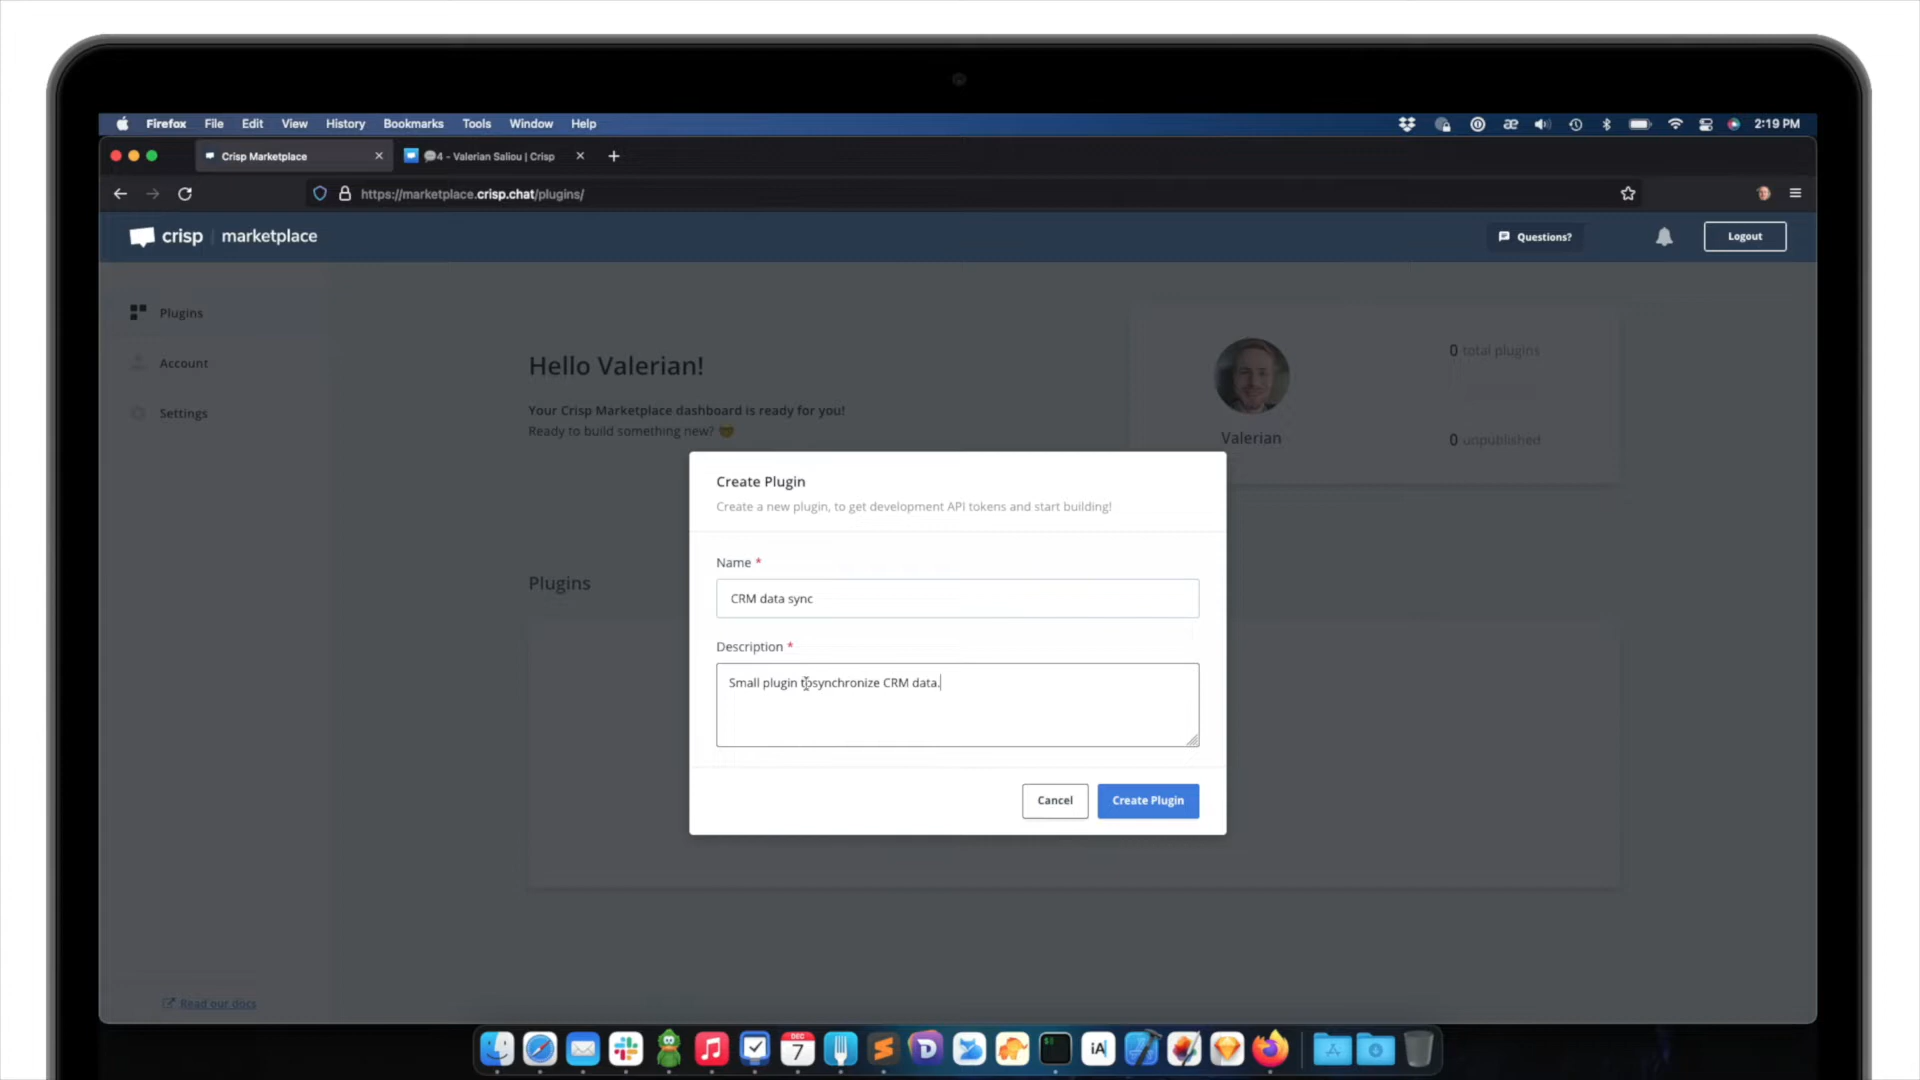 Firefox File Edit View History Bookmarks Tools Window Help 2:19 PM
Crisp Marketplace 4 - Valerian Saliou | Crisp
https://marketplace.crisp.chat/plugins/
crisp marketplace Questions? Logout
Plugins
Account
Settings
Hello Valerian!
Your Crisp Marketplace dashboard is ready for you!
Ready to build something new?
Valerian
0 total plugins
0 unpublished
Plugins
Create Plugin
Create a new plugin, to get development API tokens and start building!
Name *
CRM data sync
Description *
Small plugin to synchronize CRM data.
Cancel Create Plugin
Read our docs
DEC
7
iA